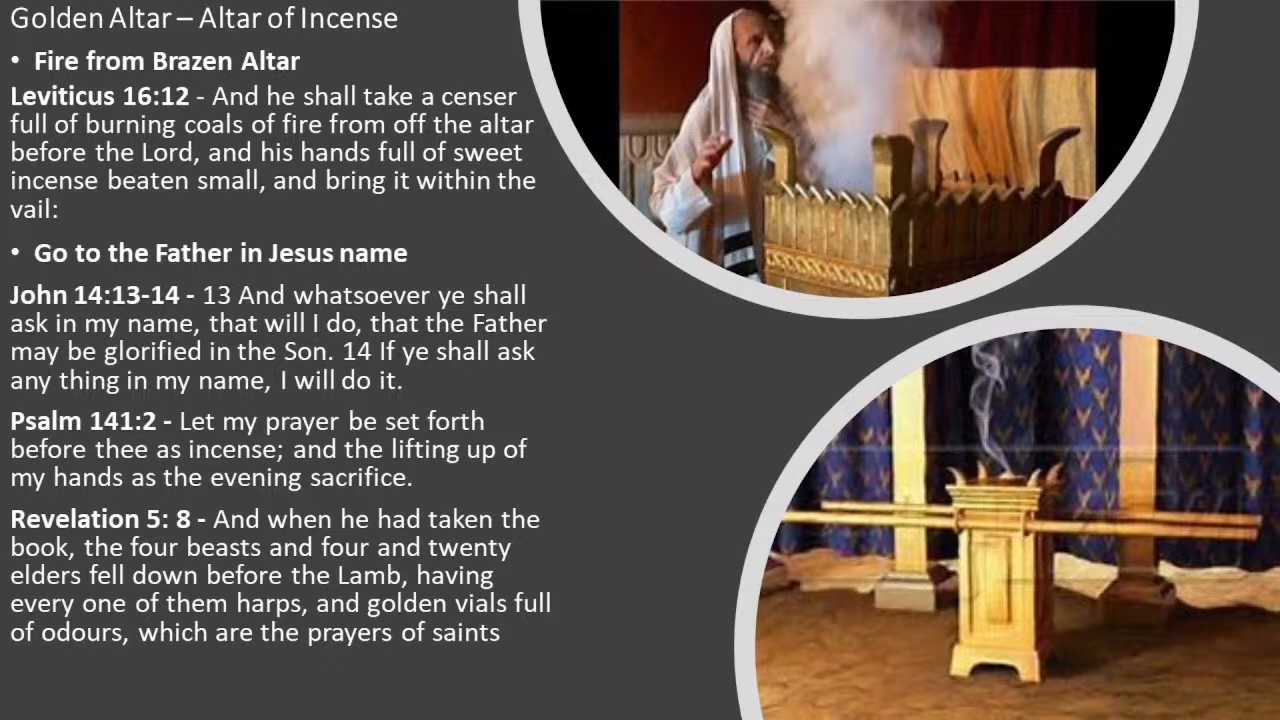 Golden Altar – Altar of Incense
• Fire from Brazen Altar
Leviticus 16:12 - And he shall take a censer
full of burning coals of fire from off the altar
before the Lord, and his hands full of sweet
incense beaten small, and bring it within the
vail:
• Go to the Father in Jesus name
John 14:13-14 - 13 And whatsoever ye shall
ask in my name, that will I do, that the Father
may be glorified in the Son. 14 If ye shall ask
any thing in my name, I will do it.
Psalm 141:2 - Let my prayer be set forth
before thee as incense; and the lifting up of
my hands as the evening sacrifice.
Revelation 5: 8 - And when he had taken the
book, the four beasts and four and twenty
elders fell down before the Lamb, having
every one of them harps, and golden vials full
of odours, which are the prayers of saints